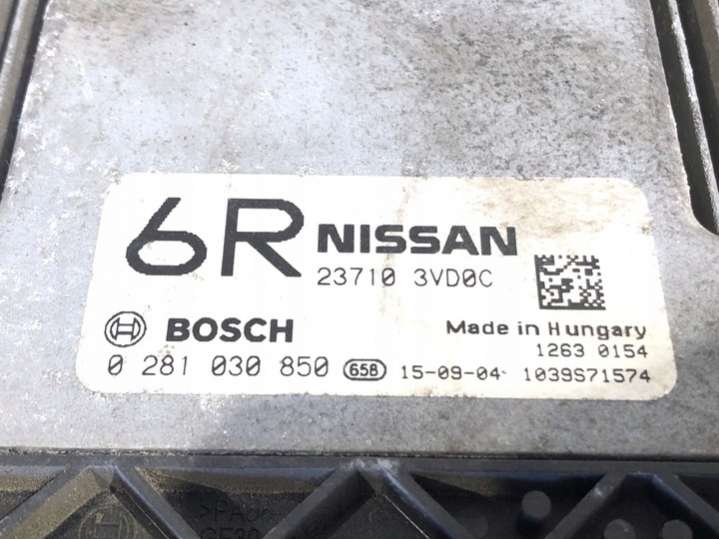 6R NISSAN
23710 3VD0C
BOSCH
Made in Hungary
1263 0154
0 281 030 850 658 15-09-04 1039S71574